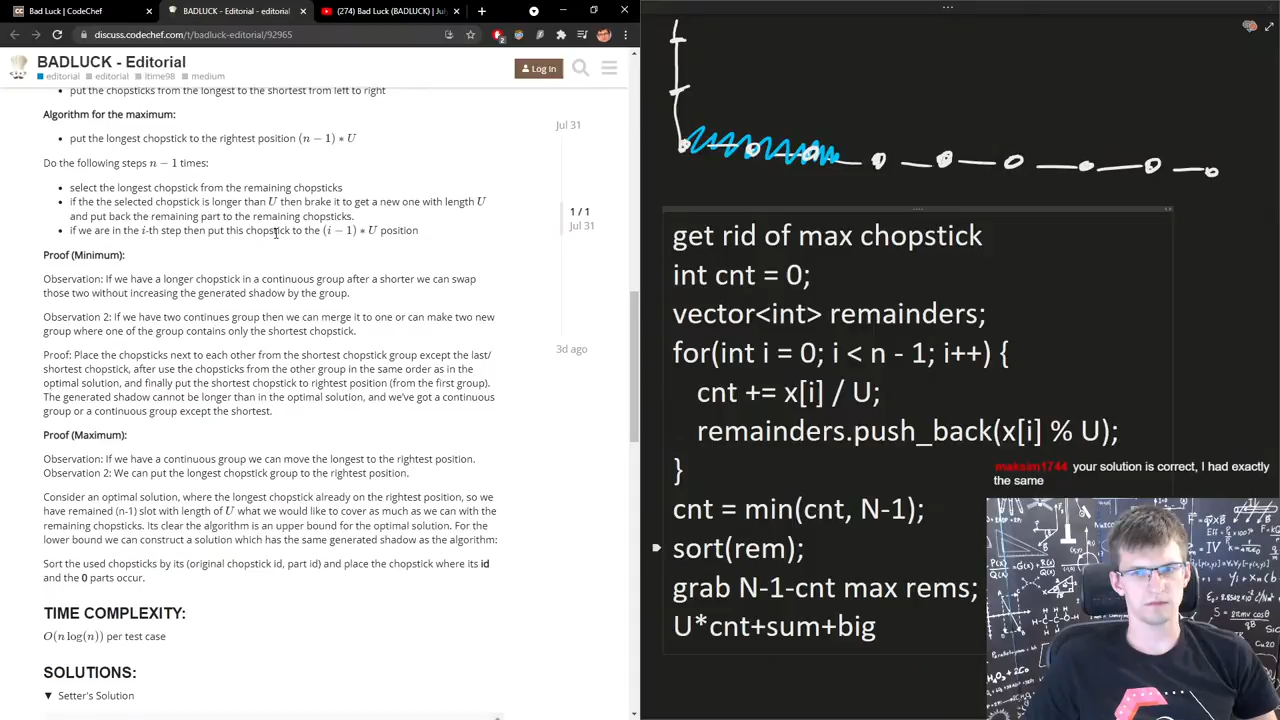 Bad Luck | CodeChef
BADLUCK - Editorial - editorial
(274) Bad Luck (BADLUCK) | July
discuss.codechef.com/t/badluck-editorial/92965
BADLUCK - Editorial
editorial editorial ltime98 medium
Log In
put the chopsticks from the longest to the shortest from left to right
Algorithm for the maximum:
put the longest chopstick to the rightest position (n − 1) ∗ U
Do the following steps n − 1 times:
select the longest chopstick from the remaining chopsticks
if the the selected chopstick is longer than U then brake it to get a new one with length U
and put back the remaining part to the remaining chopsticks.
if we are in the i-th step then put this chopstick to the (i − 1) ∗ U position
Jul 31
1 / 1
Jul 31
3d ago
Proof (Minimum):
Observation: If we have a longer chopstick in a continuous group after a shorter we can swap
those two without increasing the generated shadow by the group.
Observation 2: If we have two continues group then we can merge it to one or can make two new
group where one of the group contains only the shortest chopstick.
Proof: Place the chopsticks next to each other from the shortest chopstick group except the last/
shortest chopstick, after use the chopsticks from the other group in the same order as in the
optimal solution, and finally put the shortest chopstick to rightest position (from the first group).
The generated shadow cannot be longer than in the optimal solution, and we've got a continuous
group or a continuous group except the shortest.
Proof (Maximum):
Observation: If we have a continuous group we can move the longest to the rightest position.
Observation 2: We can put the longest chopstick group to the rightest position.
Consider an optimal solution, where the longest chopstick already on the rightest position, so we
have remained (n-1) slot with length of U what we would like to cover as much as we can with the
remaining chopsticks. Its clear the algorithm is an upper bound for the optimal solution. For the
lower bound we can construct a solution which has the same generated shadow as the algorithm:
Sort the used chopsticks by its (original chopstick id, part id) and place the chopstick where its id
and the 0 parts occur.
TIME COMPLEXITY:
O(n log(n)) per test case
SOLUTIONS:
▼ Setter's Solution
get rid of max chopstick
int cnt = 0;
vector<int> remainders;
for(int i = 0; i < n - 1; i++) {
cnt += x[i] / U;
remainders.push_back(x[i] % U);
}
cnt = min(cnt, N-1);
sort(rem);
grab N-1-cnt max rems;
U*cnt+sum+big
maksim1744 your solution is correct, I had exactly
the same